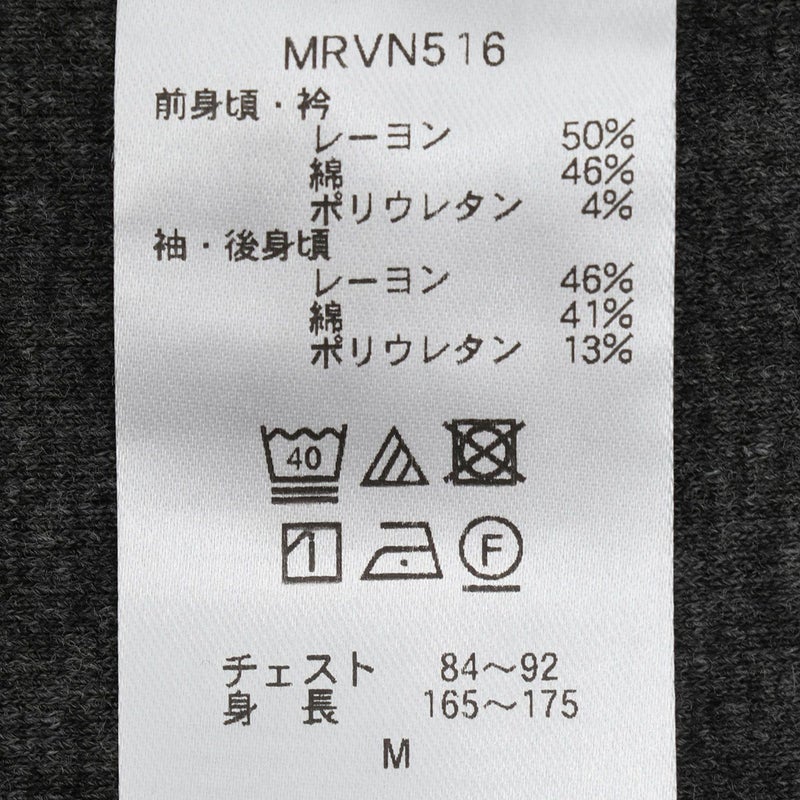 MRVN516
前身頃・衿
レーヨン 50%
綿 46%
ポリウレタン 4%
袖・後身頃
レーヨン 46%
綿 41%
ポリウレタン 13%
40
F
チェスト 84～92
身長 165～175
M